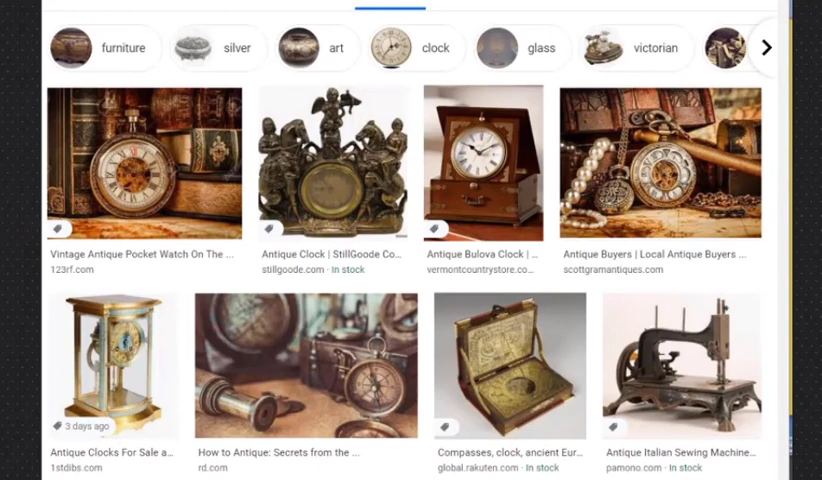 furniture
silver
art
clock
glass
victorian
Vintage Antique Pocket Watch On The ...
123rf.com
Antique Clock | StillGoode Co...
stillgoode.com · In stock
Antique Bulova Clock | ...
vermontcountrystore.co...
Antique Buyers | Local Antique Buyers ...
scottgramantiques.com
3 days ago
Antique Clocks For Sale a...
1stdibs.com
How to Antique: Secrets from the ...
rd.com
Compasses, clock, ancient Eur...
global.rakuten.com · In stock
Antique Italian Sewing Machine...
pamono.com · In stock